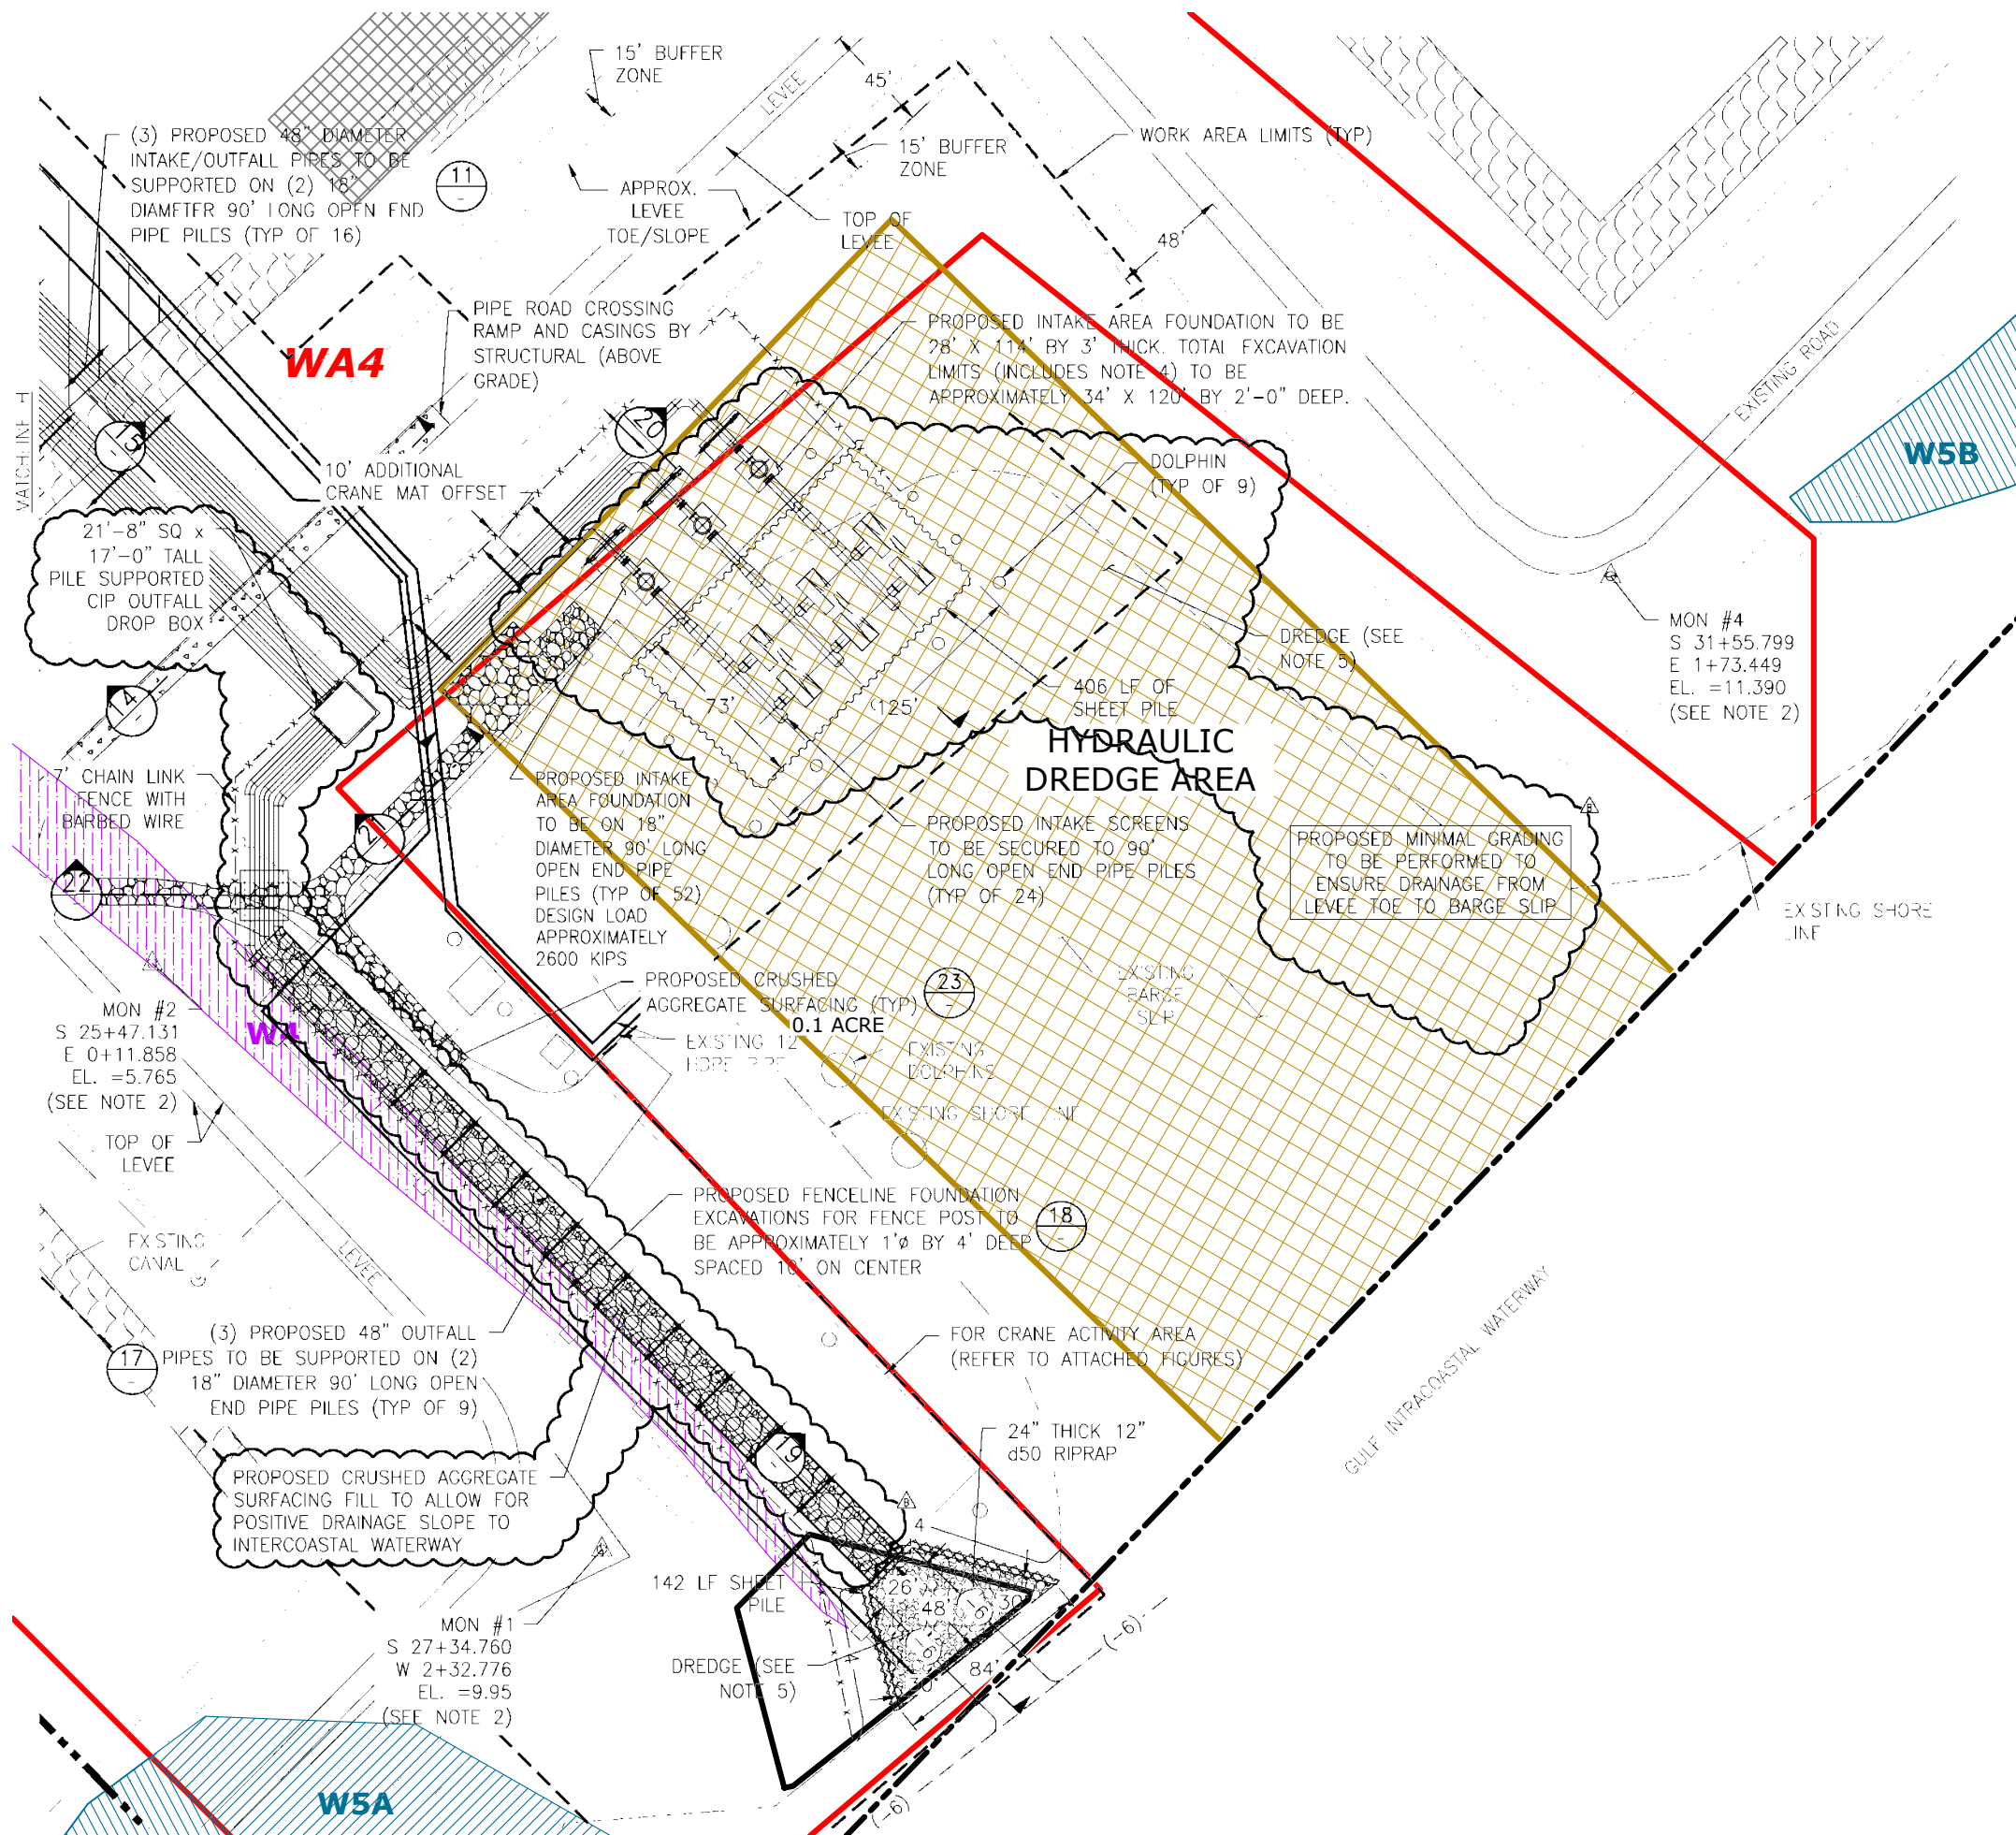 15' BUFFER
ZONE
45'
LEVEE
(3) PROPOSED 48" DIAMETER
INTAKE/OUTFALL PIPES TO BE
SUPPORTED ON (2) 18"
DIAMETER 90' LONG OPEN END
PIPE PILES (TYP OF 16)
11
-
15' BUFFER
ZONE
WORK AREA LIMITS (TYP)
APPROX.
LEVEE
TOE/SLOPE
TOP OF
LEVEE
48'
WA4
PIPE ROAD CROSSING
RAMP AND CASINGS BY
STRUCTURAL (ABOVE
GRADE)
PROPOSED INTAKE AREA FOUNDATION TO BE
28' X 114' BY 3' THICK. TOTAL EXCAVATION
LIMITS (INCLUDES NOTE 4) TO BE
APPROXIMATELY 34' X 120' BY 2'-0" DEEP.
EXISTING ROAD
W5B
15
20
10' ADDITIONAL
CRANE MAT OFFSET
DOLPHIN
(TYP OF 9)
21'-8" SQ x
17'-0" TALL
PILE SUPPORTED
CIP OUTFALL
DROP BOX
MON #4
S 31+55.799
E 1+73.449
EL. =11.390
(SEE NOTE 2)
DREDGE (SEE
NOTE 5)
14
73'
125'
406 LF OF
SHEET PILE
HYDRAULIC
DREDGE AREA
7' CHAIN LINK
FENCE WITH
BARBED WIRE
22
PROPOSED INTAKE
AREA FOUNDATION
TO BE ON 18"
DIAMETER 90' LONG
OPEN END PIPE
PILES (TYP OF 52)
DESIGN LOAD
APPROXIMATELY
2600 KIPS
PROPOSED INTAKE SCREENS
TO BE SECURED TO 90'
LONG OPEN END PIPE PILES
(TYP OF 24)
PROPOSED MINIMAL GRADING
TO BE PERFORMED TO
ENSURE DRAINAGE FROM
LEVEE TOE TO BARGE SLIP
EXISTING SHORE
LINE
PROPOSED CRUSHED
AGGREGATE SURFACING (TYP)
23
-
EXISTING
BARGE
SLIP
0.1 ACRE
EXISTING 12"
HDPE PIPE
EXISTING
DOLPHINS
MON #2
S 25+47.131
E 0+11.858
EL. =5.765
(SEE NOTE 2)
TOP OF
LEVEE
EXISTING SHORE LINE
PROPOSED FENCELINE FOUNDATION
EXCAVATIONS FOR FENCE POST TO
BE APPROXIMATELY 1'ø BY 4' DEEP
SPACED 10' ON CENTER
18
-
EXISTING
CANAL
LEVEE
GULF INTRACOASTAL WATERWAY
(3) PROPOSED 48" OUTFALL
PIPES TO BE SUPPORTED ON (2)
18" DIAMETER 90' LONG OPEN
END PIPE PILES (TYP OF 9)
17
-
FOR CRANE ACTIVITY AREA
(REFER TO ATTACHED FIGURES)
24" THICK 12"
d50 RIPRAP
19
PROPOSED CRUSHED AGGREGATE
SURFACING FILL TO ALLOW FOR
POSITIVE DRAINAGE SLOPE TO
INTERCOASTAL WATERWAY
4
142 LF SHEET
PILE
26'
48'
30'
MON #1
S 27+34.760
W 2+32.776
EL. =9.95
(SEE NOTE 2)
DREDGE (SEE
NOTE 5)
84'
30'
(-6)
(-6)
W5A